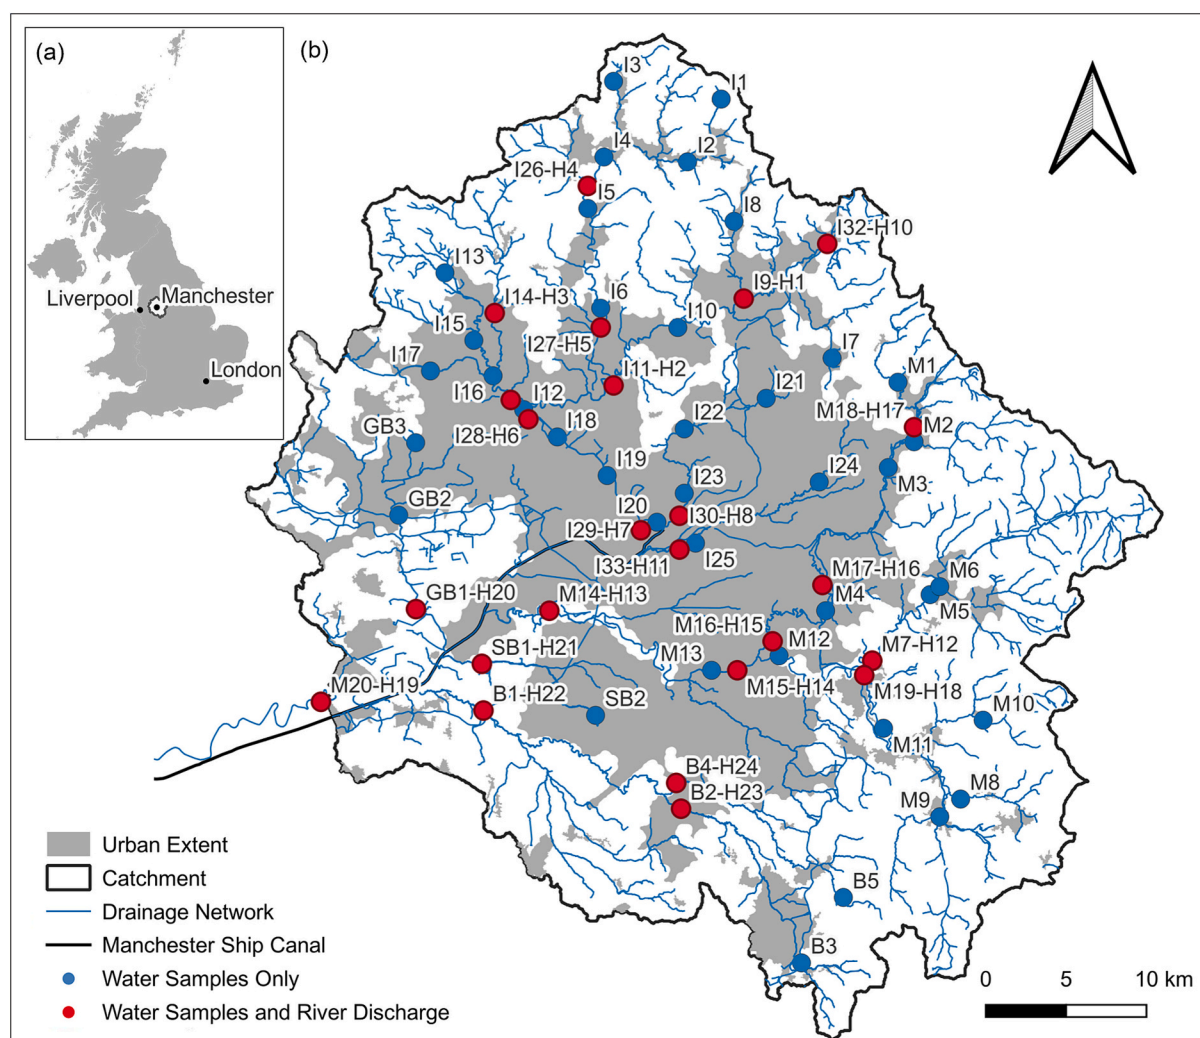 (a)
Liverpool
Manchester
London
(b)
I3
I1
I4
I2
I26-H4
I5
I8
I32-H10
I13
I14-H3
I6
I9-H1
I10
I15
I27-H5
I7
I17
I11-H2
M1
I16
I12
I21
M18-H17
M2
GB3
I28-H6
I18
I22
I19
I23
I24
M3
GB2
I20
I30-H8
I29-H7
I33-H11
I25
M17-H16
M6
GB1-H20
M14-H13
M4
M5
M16-H15
M12
M7-H12
SB1-H21
M13
M15-H14
M19-H18
M20-H19
B1-H22
SB2
M10
M11
B4-H24
B2-H23
M9
M8
B5
B3
Urban Extent
Catchment
Drainage Network
Manchester Ship Canal
Water Samples Only
Water Samples and River Discharge
0 5 10 km